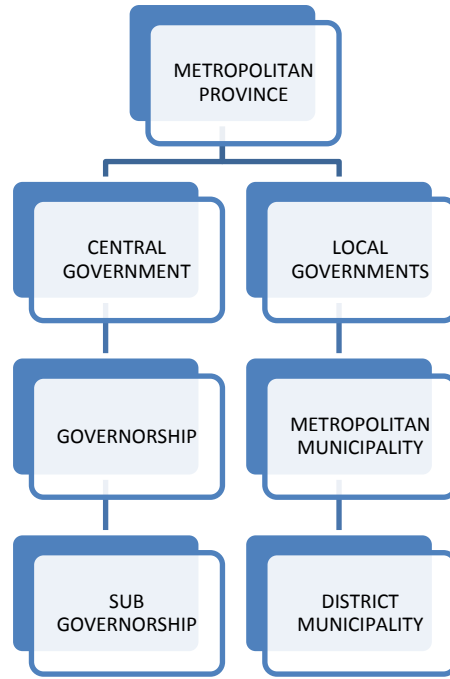 METROPOLITAN
PROVINCE
CENTRAL
GOVERNMENT
LOCAL
GOVERNMENTS
GOVERNORSHIP
METROPOLITAN
MUNICIPALITY
SUB
GOVERNORSHIP
DISTRICT
MUNICIPALITY